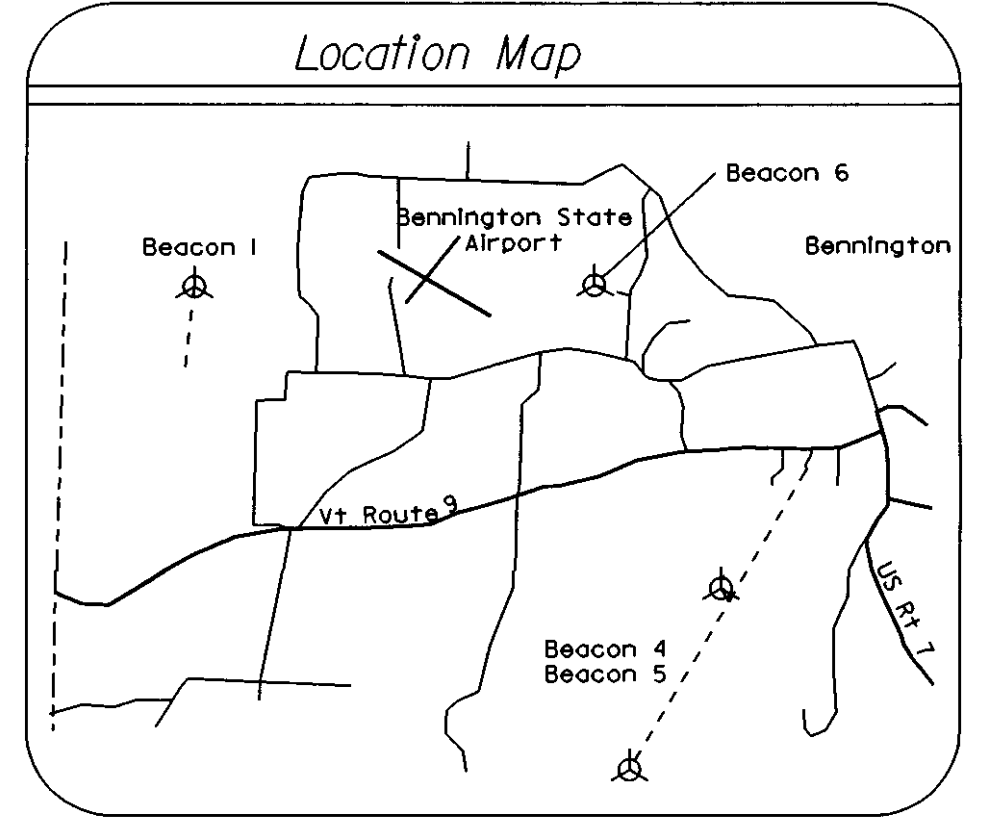 Location Map
Beacon 6
Bennington State
Airport
Beacon 1
Bennington
Vt Route 9
US Rt 7
Beacon 4
Beacon 5